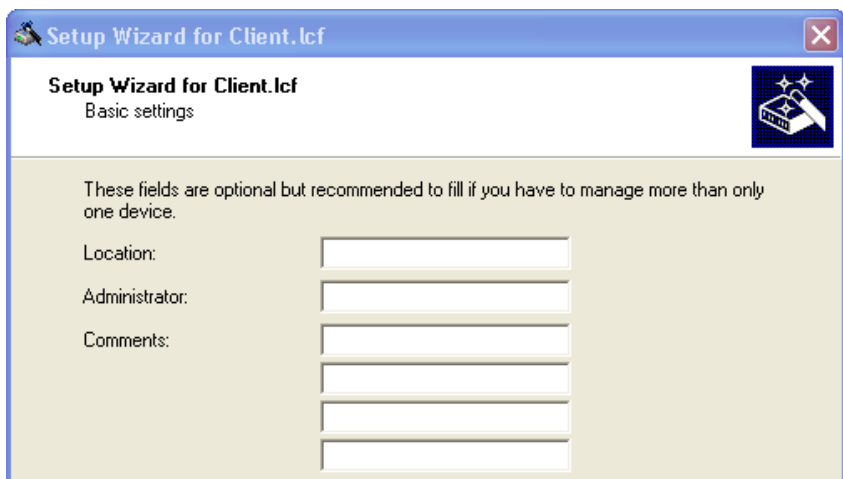 Setup Wizard for Client.lcf
Setup Wizard for Client.lcf
Basic settings
These fields are optional but recommended to fill if you have to manage more than only
one device.
Location:
Administrator:
Comments: